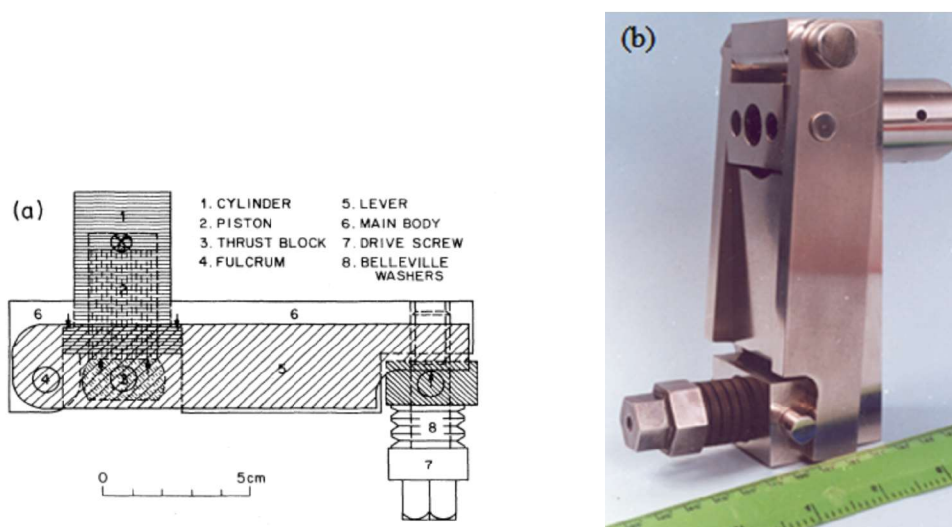 (a)
1. CYLINDER
2. PISTON
3. THRUST BLOCK
4. FULCRUM
5. LEVER
6. MAIN BODY
7. DRIVE SCREW
8. BELLEVILLE
WASHERS
1
2
6
6
4
3
5
8
7
0 5cm
(b)